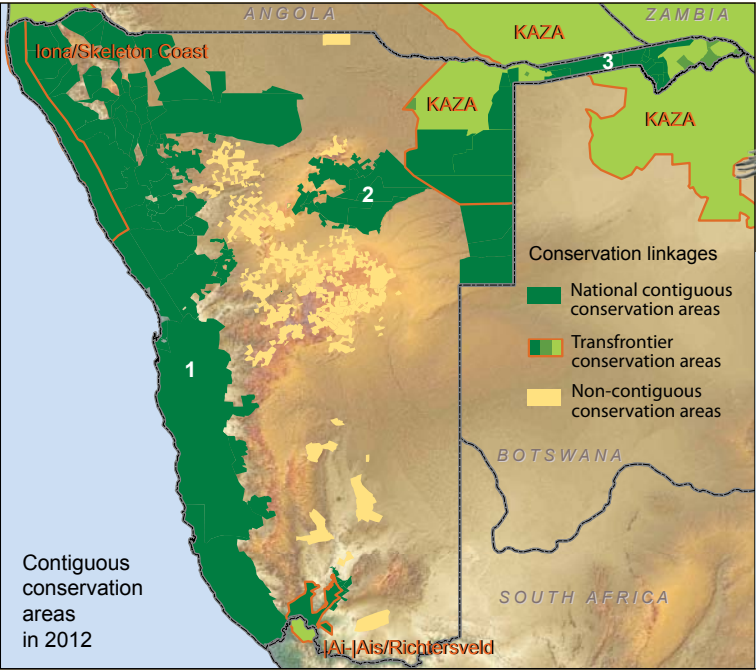 ANGOLA
ZAMBIA
KAZA
Iona/Skeleton Coast
3
KAZA
KAZA
2
Conservation linkages
National contiguous
conservation areas
Transfrontier
conservation areas
Non-contiguous
conservation areas
1
BOTSWANA
Contiguous
conservation
areas
in 2012
SOUTH AFRICA
|Ai-|Ais/Richtersveld